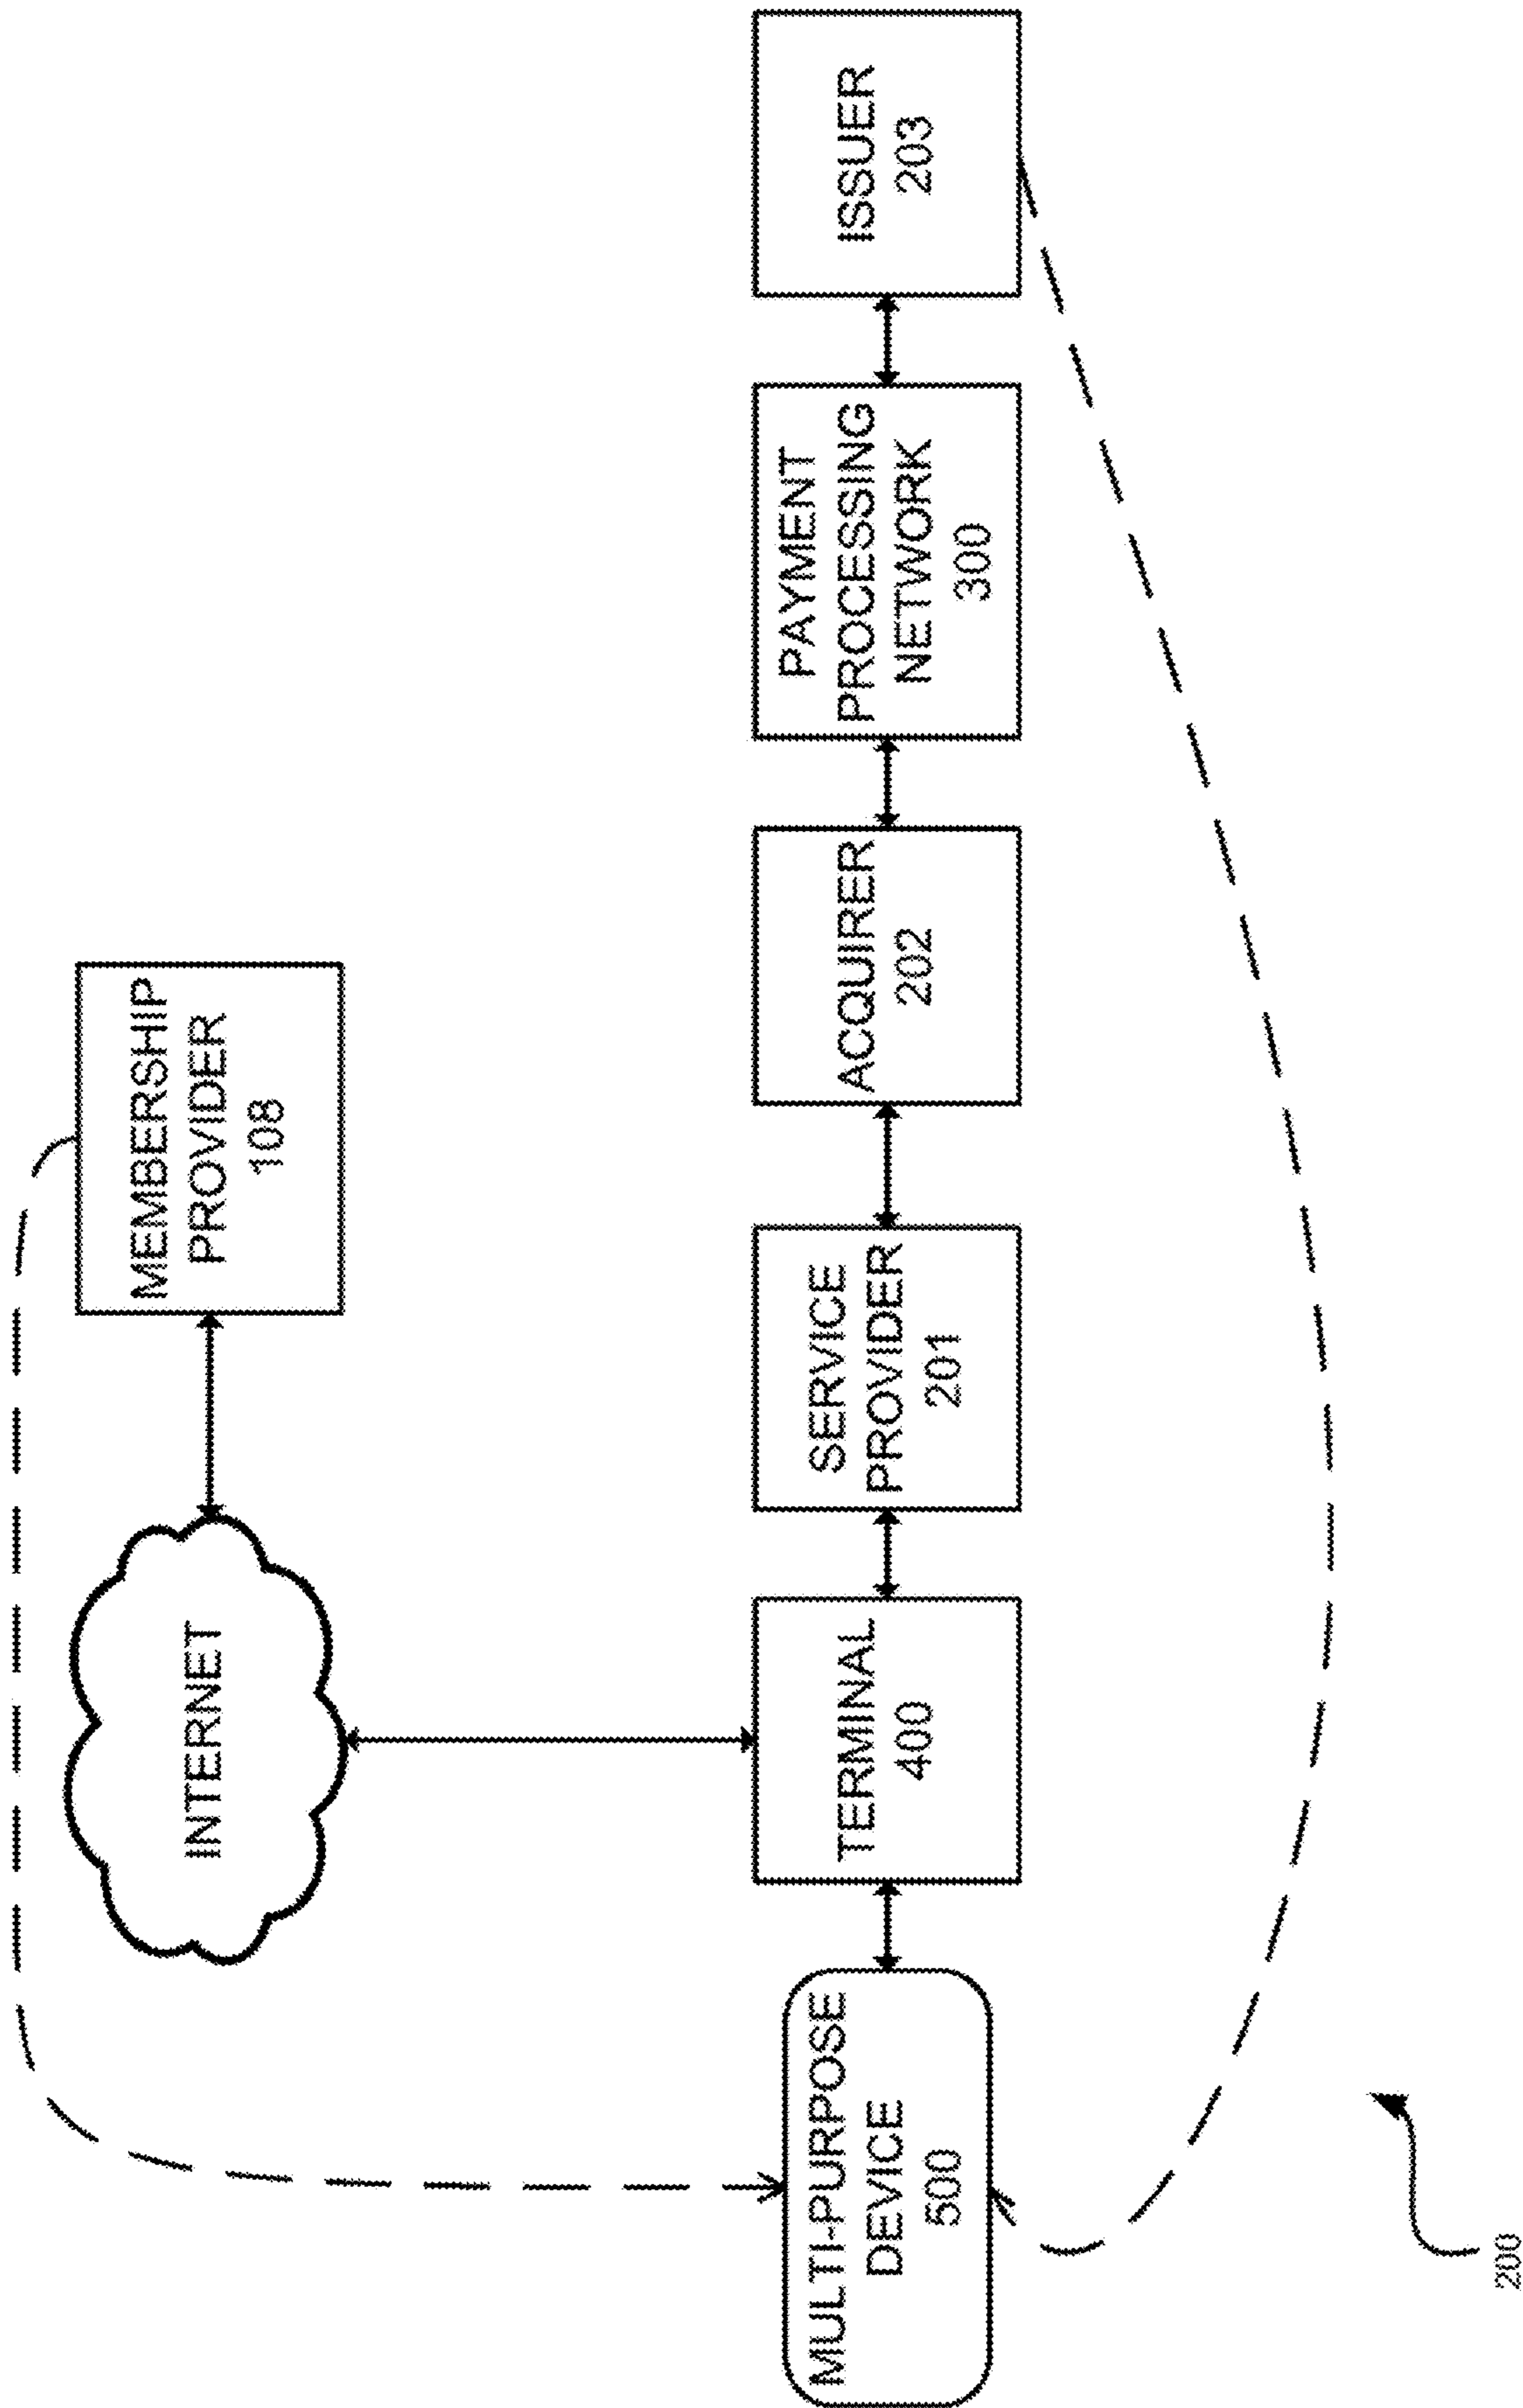 MEMBERSHIP
PROVIDER
108
INTERNET
MULTI-PURPOSE
DEVICE
500
TERMINAL
400
SERVICE
PROVIDER
201
ACQUIRER
202
PAYMENT
PROCESSING
NETWORK
300
ISSUER
203
200